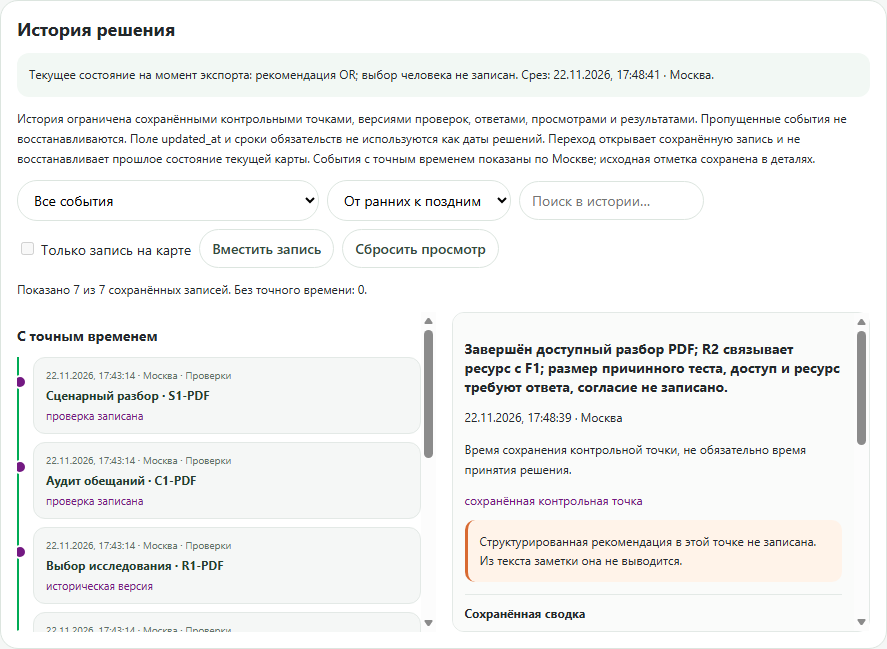 История решения
Текущее состояние на момент экспорта: рекомендация OR; выбор человека не записан. Срез: 22.11.2026, 17:48:41 · Москва.
История ограничена сохранёнными контрольными точками, версиями проверок, ответами, просмотрами и результатами. Пропущенные события не
восстанавливаются. Поле updated_at и сроки обязательств не используются как даты решений. Переход открывает сохранённую запись и не
восстанавливает прошлое состояние текущей карты. События с точным временем показаны по Москве; исходная отметка сохранена в деталях.
Все события
От ранних к поздним
Поиск в истории...
Только запись на карте
Вместить запись
Сбросить просмотр
Показано 7 из 7 сохранённых записей. Без точного времени: 0.
С точным временем
22.11.2026, 17:43:14 · Москва · Проверки
Сценарный разбор · S1-PDF
проверка записана
22.11.2026, 17:43:14 · Москва · Проверки
Аудит обещаний · C1-PDF
проверка записана
22.11.2026, 17:43:14 · Москва · Проверки
Выбор исследования · R1-PDF
историческая версия
22.11.2026, 17:43:14 · Москва · Проверки
Завершён доступный разбор PDF; R2 связывает
ресурс с F1; размер причинного теста, доступ и ресурс
требуют ответа, согласие не записано.
22.11.2026, 17:48:39 · Москва
Время сохранения контрольной точки, не обязательно время
принятия решения.
сохранённая контрольная точка
Структурированная рекомендация в этой точке не записана.
Из текста заметки она не выводится.
Сохранённая сводка